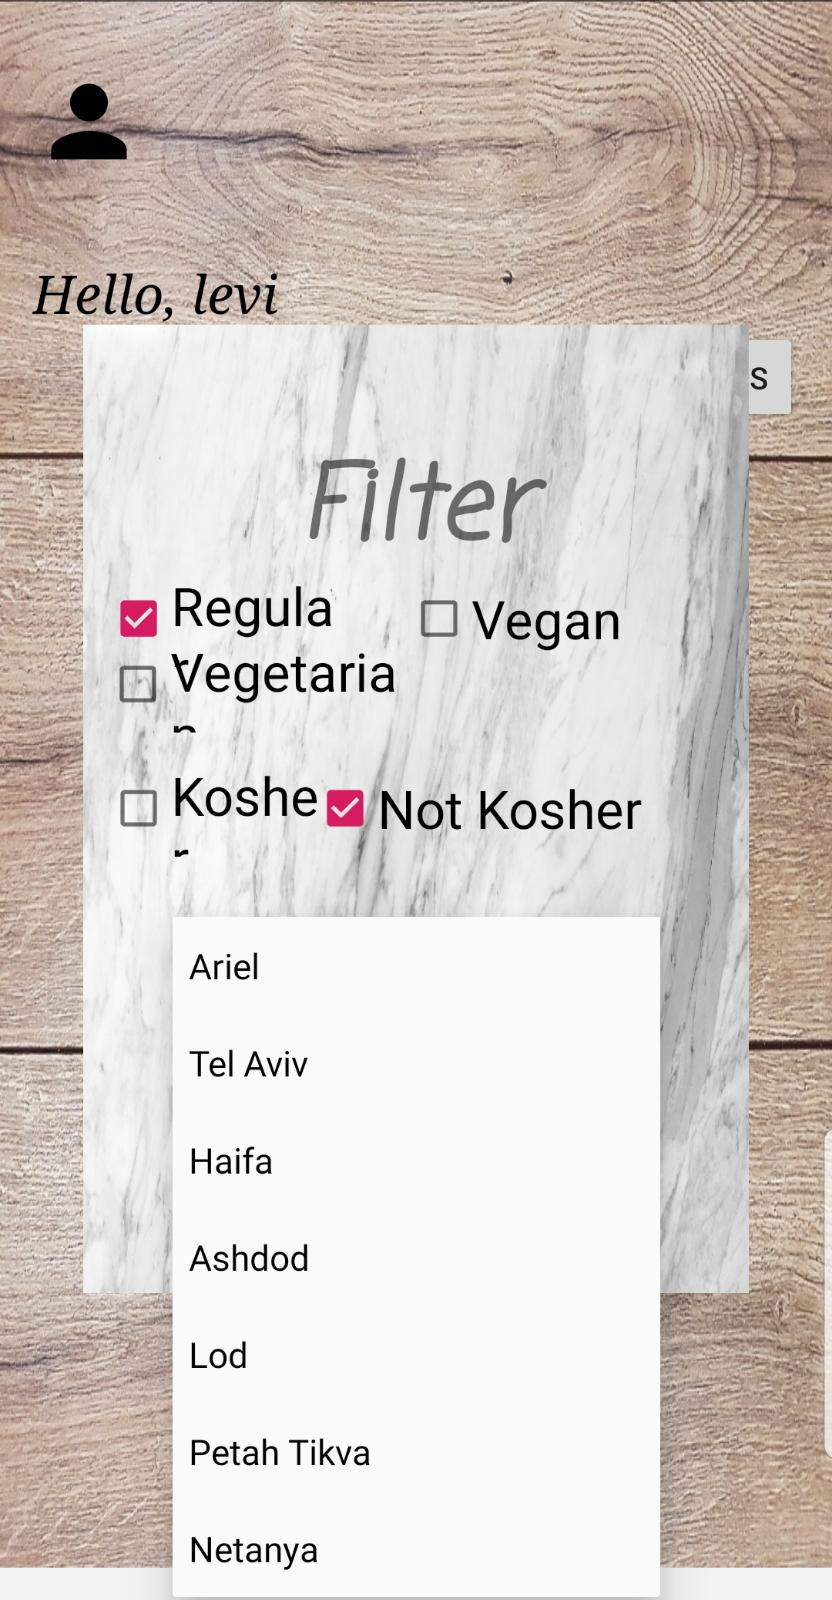 Hello, levi
s
Filter
Regula
r
Vegan
Vegetaria
n
Koshe
r
Not Kosher
Ariel
Tel Aviv
Haifa
Ashdod
Lod
Petah Tikva
Netanya